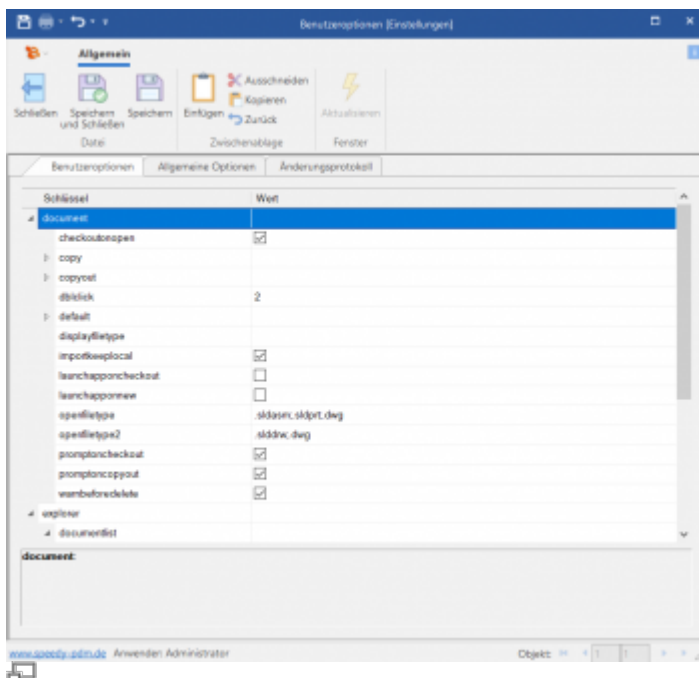 Benutzeroptionen [Einstellungen]
Allgemein
Schließen
Speichern und Schließen
Speichern
Einfügen
Ausschneiden
Kopieren
Zurück
Aktualisieren
Datei
Zwischenablage
Fenster
Benutzeroptionen
Allgemeine Optionen
Änderungsprotokoll
Schlüssel Wert
document
checkoutonopen
copy
copyout
dblclick 2
default
displayfiletype
importkeeplocal
launchapponcheckout
launchapponnew
openfiletype .sldasm;.sldprt;.dwg
openfiletype2 .slddrw;.dwg
promptoncheckout
promptoncopyout
warnbeforedelete
explorer
documentlist
document:
www.speedy-pdm.de Anwender: Administrator
Objekt: 1